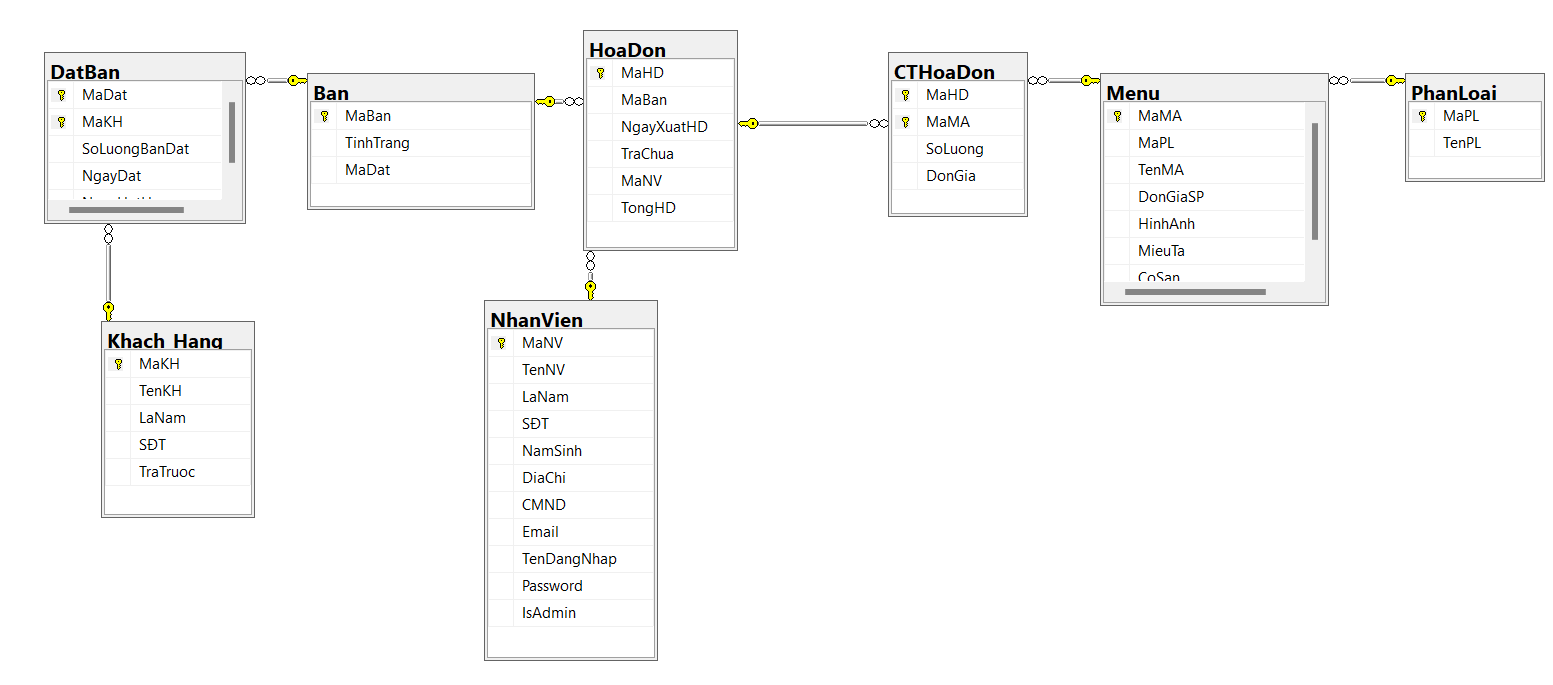 DatBan
MaDat
MaKH
SoLuongBanDat
NgayDat
Ban
MaBan
TinhTrang
MaDat
HoaDon
MaHD
MaBan
NgayXuatHD
TraChua
MaNV
TongHD
CTHoaDon
MaHD
MaMA
SoLuong
DonGia
Menu
MaMA
MaPL
TenMA
DonGiaSP
HinhAnh
MieuTa
CoSan
PhanLoai
MaPL
TenPL
Khach_Hang
MaKH
TenKH
LaNam
SĐT
TraTruoc
NhanVien
MaNV
TenNV
LaNam
SĐT
NamSinh
DiaChi
CMND
Email
TenDangNhap
Password
IsAdmin